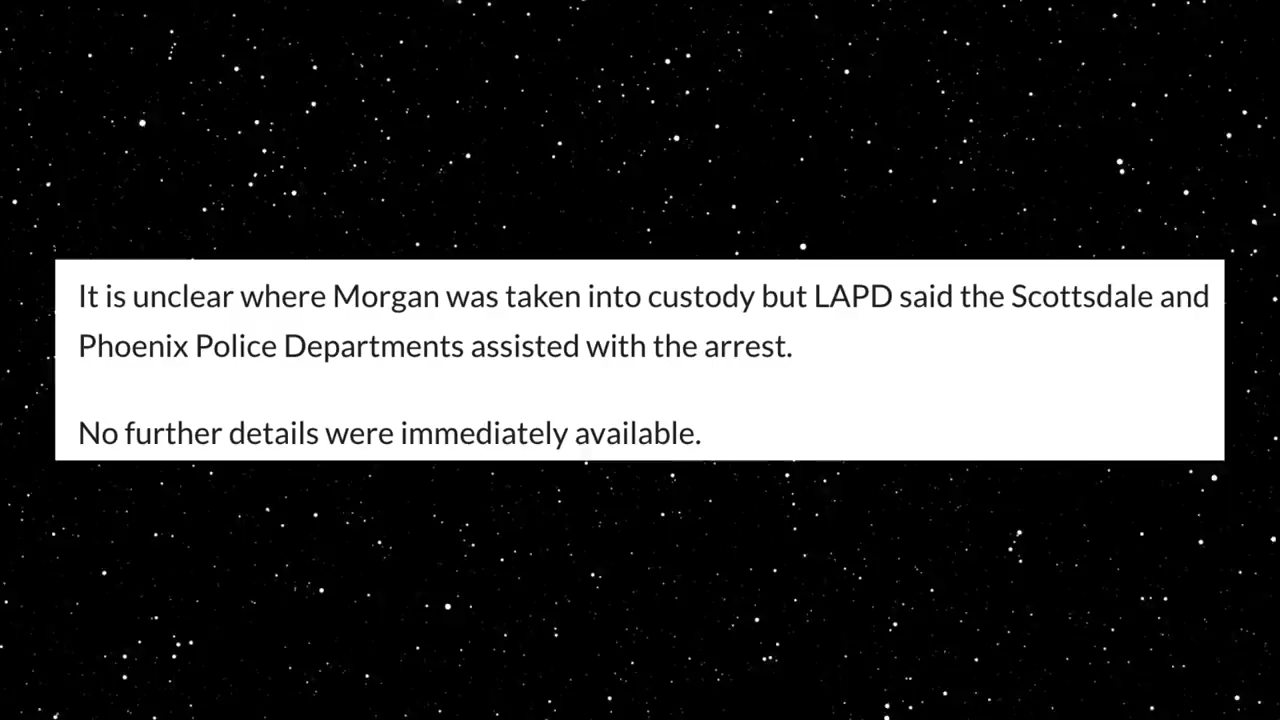 It is unclear where Morgan was taken into custody but LAPD said the Scottsdale and
Phoenix Police Departments assisted with the arrest.
No further details were immediately available.